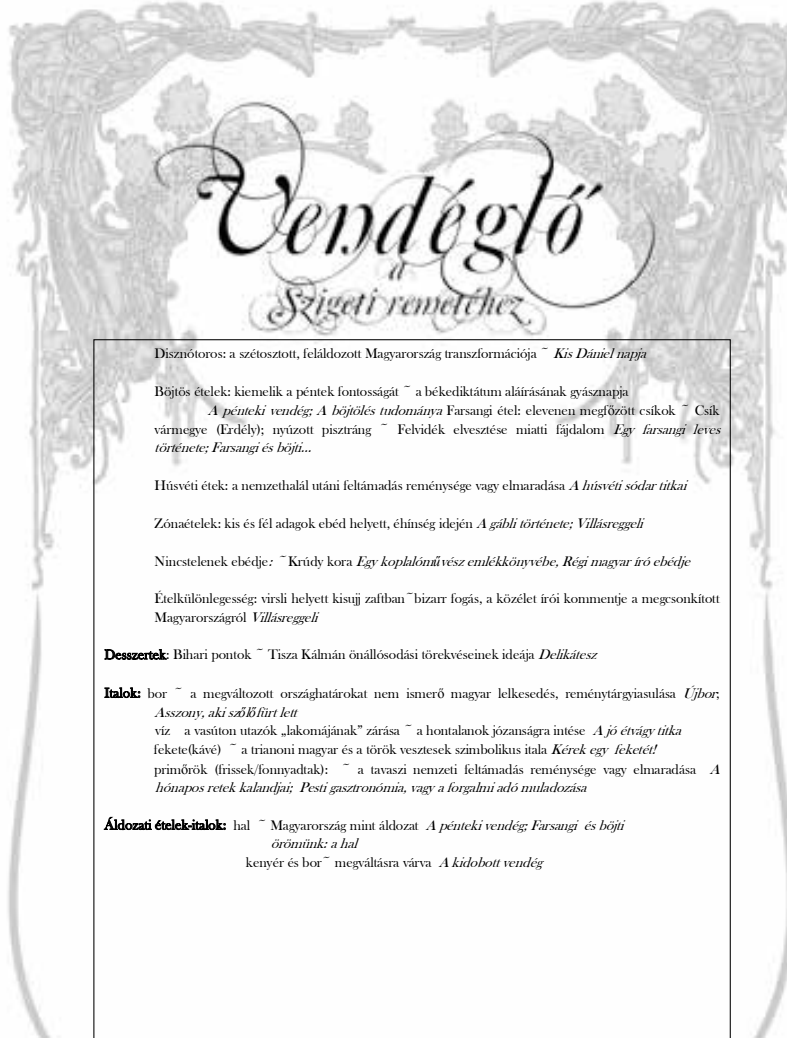 Vendéglő
a
Szigeti remetéhez
Disznótoros: a szétosztott, feláldozott Magyarország transzformációja ~ Kis Dániel napja
Böjtös ételek: kiemelik a péntek fontosságát ~ a békediktátum aláírásának gyásznapja
A pénteki vendég; A böjtölés tudománya Farsangi étel: elevenen megfőzött csíkok ~ Csík
vármegye (Erdély); nyúzott pisztráng ~ Felvidék elvesztése miatti fájdalom Egy farsangi leves
története; Farsangi és böjti...
Húsvéti étek: a nemzethalál utáni feltámadás reménysége vagy elmaradása A húsvéti sódar titkai
Zónaételek: kis és fél adagok ebéd helyett, éhínség idején A gábli története; Villásreggeli
Nincstelenek ebédje: ~Krúdy kora Egy koplalóművész emlékkönyvébe, Régi magyar író ebédje
Ételkülönlegesség: virsli helyett kisujj zaftban~bizarr fogás, a közélet írói kommentje a megcsonkított
Magyarországról Villásreggeli
Desszertek: Bihari pontok ~ Tisza Kálmán önállósodási törekvéseinek ideája Delikátesz
Italok: bor ~ a megváltozott országhatárokat nem ismerő magyar lelkesedés, reménytárgyiasulása Újbor;
Asszony, aki szőlőfürt lett
víz a vasúton utazók „lakomájának" zárása ~ a hontalanok józanságra intése A jó étvágy titka
fekete(kávé) ~ a trianoni magyar és a török vesztesek szimbolikus itala Kérek egy feketét!
primőrök (frissek/fonnyadtak): ~ a tavaszi nemzeti feltámadás reménysége vagy elmaradása A
hónapos retek kalandjai; Pesti gasztronómia, vagy a forgalmi adó muladozása
Áldozati ételek-italok: hal ~ Magyarország mint áldozat A pénteki vendég; Farsangi és böjti
örömünk: a hal
kenyér és bor~ megváltásra várva A kidobott vendég